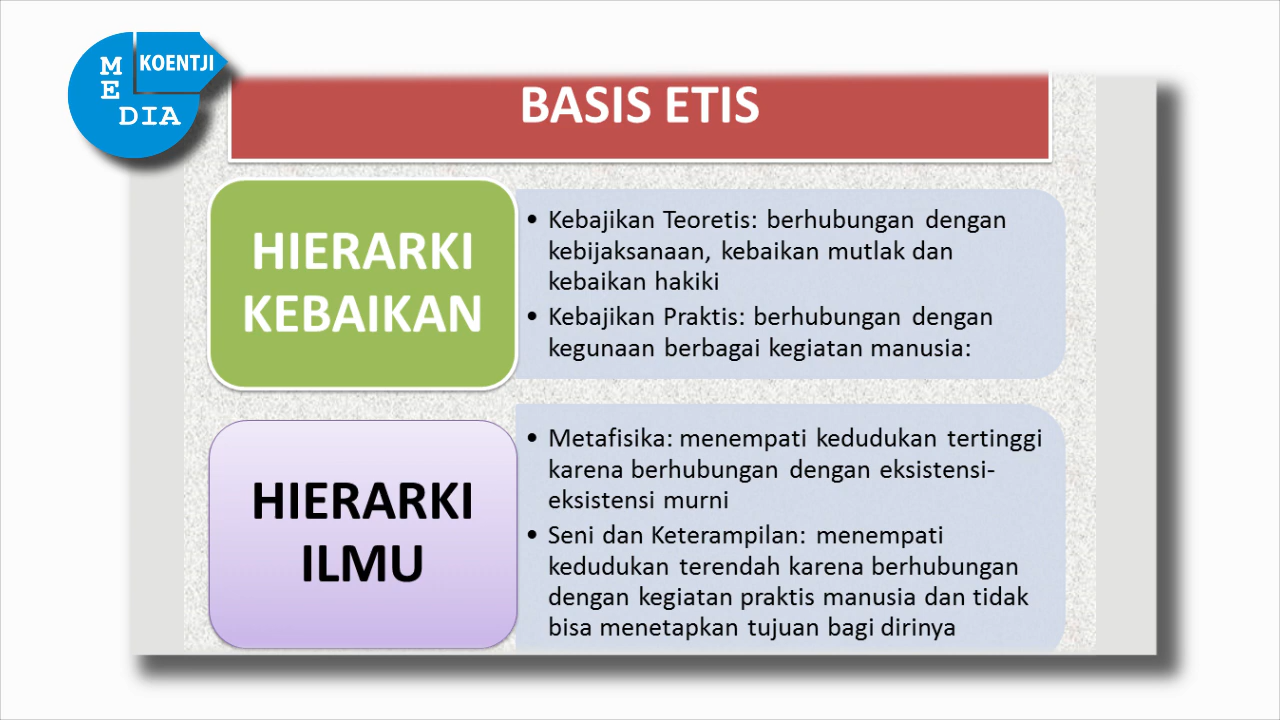 KOENTJI
ME
DIA
BASIS ETIS
HIERARKI
KEBAIKAN
• Kebajikan Teoretis: berhubungan dengan
kebijaksanaan, kebaikan mutlak dan
kebaikan hakiki
• Kebajikan Praktis: berhubungan dengan
kegunaan berbagai kegiatan manusia:
HIERARKI
ILMU
• Metafisika: menempati kedudukan tertinggi
karena berhubungan dengan eksistensi-
eksistensi murni
• Seni dan Keterampilan: menempati
kedudukan terendah karena berhubungan
dengan kegiatan praktis manusia dan tidak
bisa menetapkan tujuan bagi dirinya